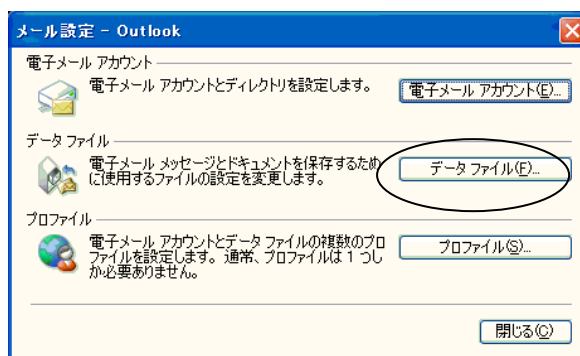 メール設定 - Outlook
電子メール アカウント
電子メール アカウントとディレクトリを設定します。
電子メール アカウント(E)...
データ ファイル
電子メール メッセージとドキュメントを保存するため
に使用するファイルの設定を変更します。
データ ファイル(F)...
プロファイル
電子メール アカウントとデータ ファイルの複数のプロ
ファイルを設定します。通常、プロファイルは 1 つし
か必要ありません。
プロファイル(S)...
閉じる(C)